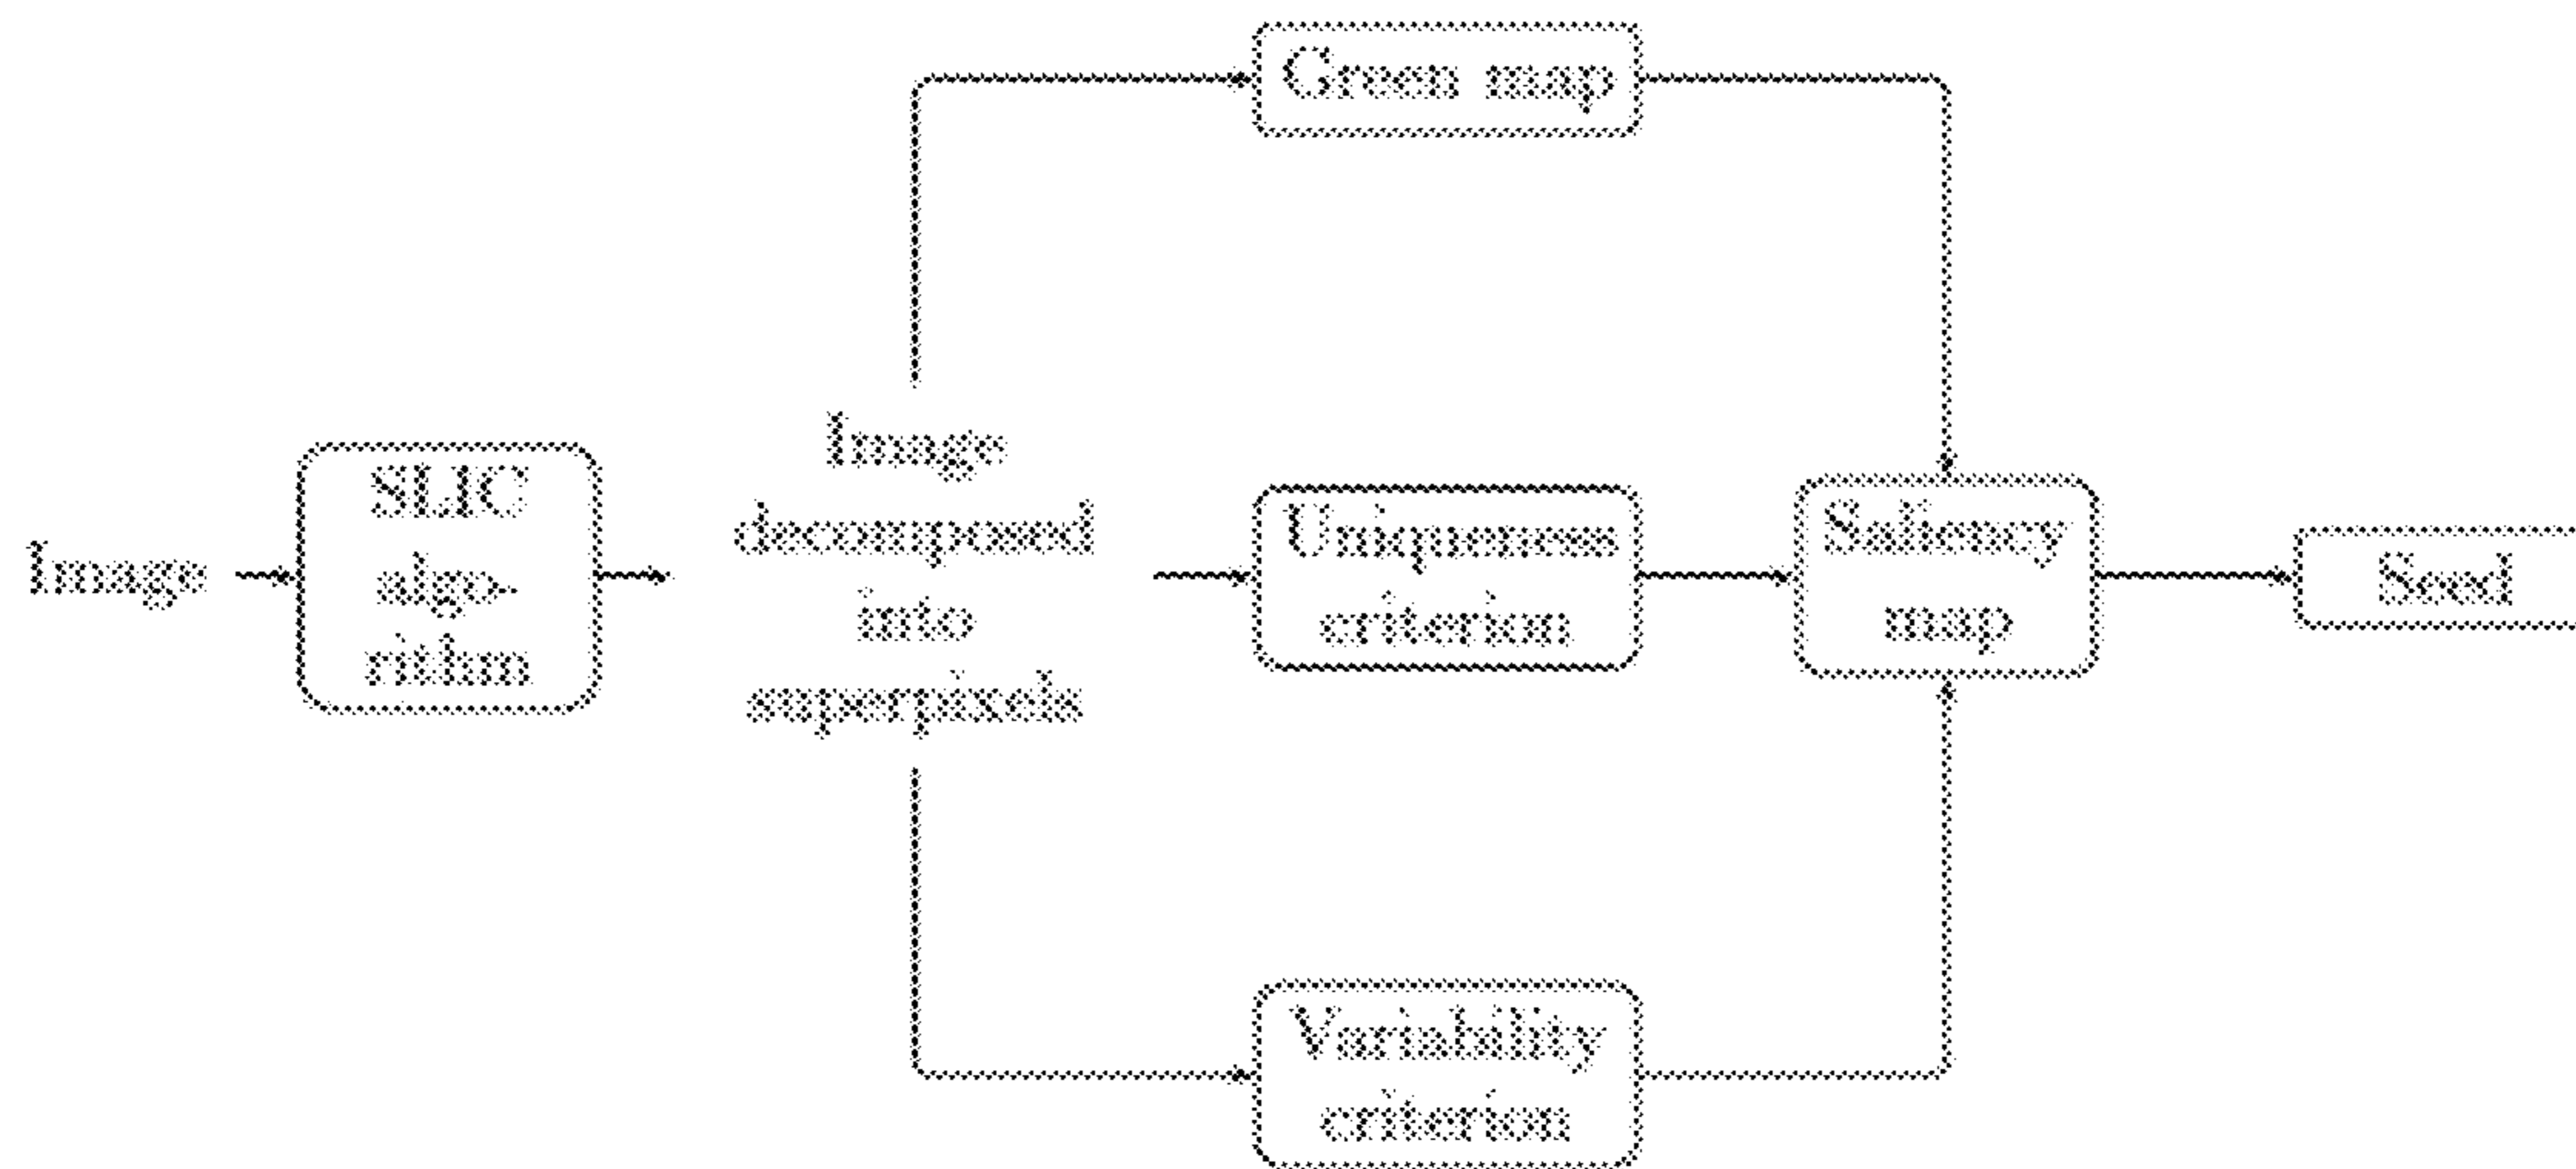 Green map
Image
SLIC
algo-
rithm
Image
decomposed
into
superpixels
Uniqueness
criterion
Saliency
map
Seed
Variability
criterion